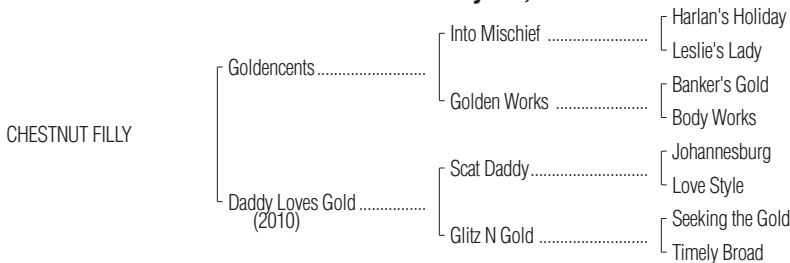 Harlan's Holiday
Into Mischief
Leslie's Lady
Goldencents
Banker's Gold
Golden Works
Body Works
CHESTNUT FILLY
Johannesburg
Scat Daddy
Love Style
Daddy Loves Gold
(2010)
Seeking the Gold
Glitz N Gold
Timely Broad